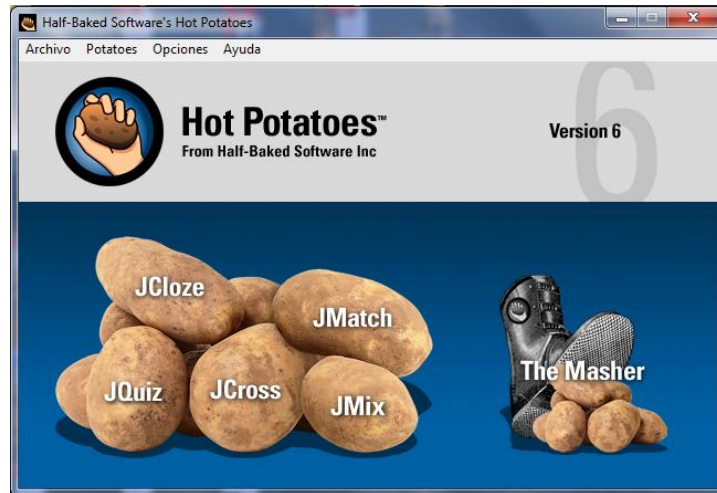 Half-Baked Software's Hot Potatoes
Archivo Potatoes Opciones Ayuda
6
Hot Potatoes™
From Half-Baked Software Inc
Version 6
JCloze
JMatch
JQuiz
JCross
JMix
The Masher